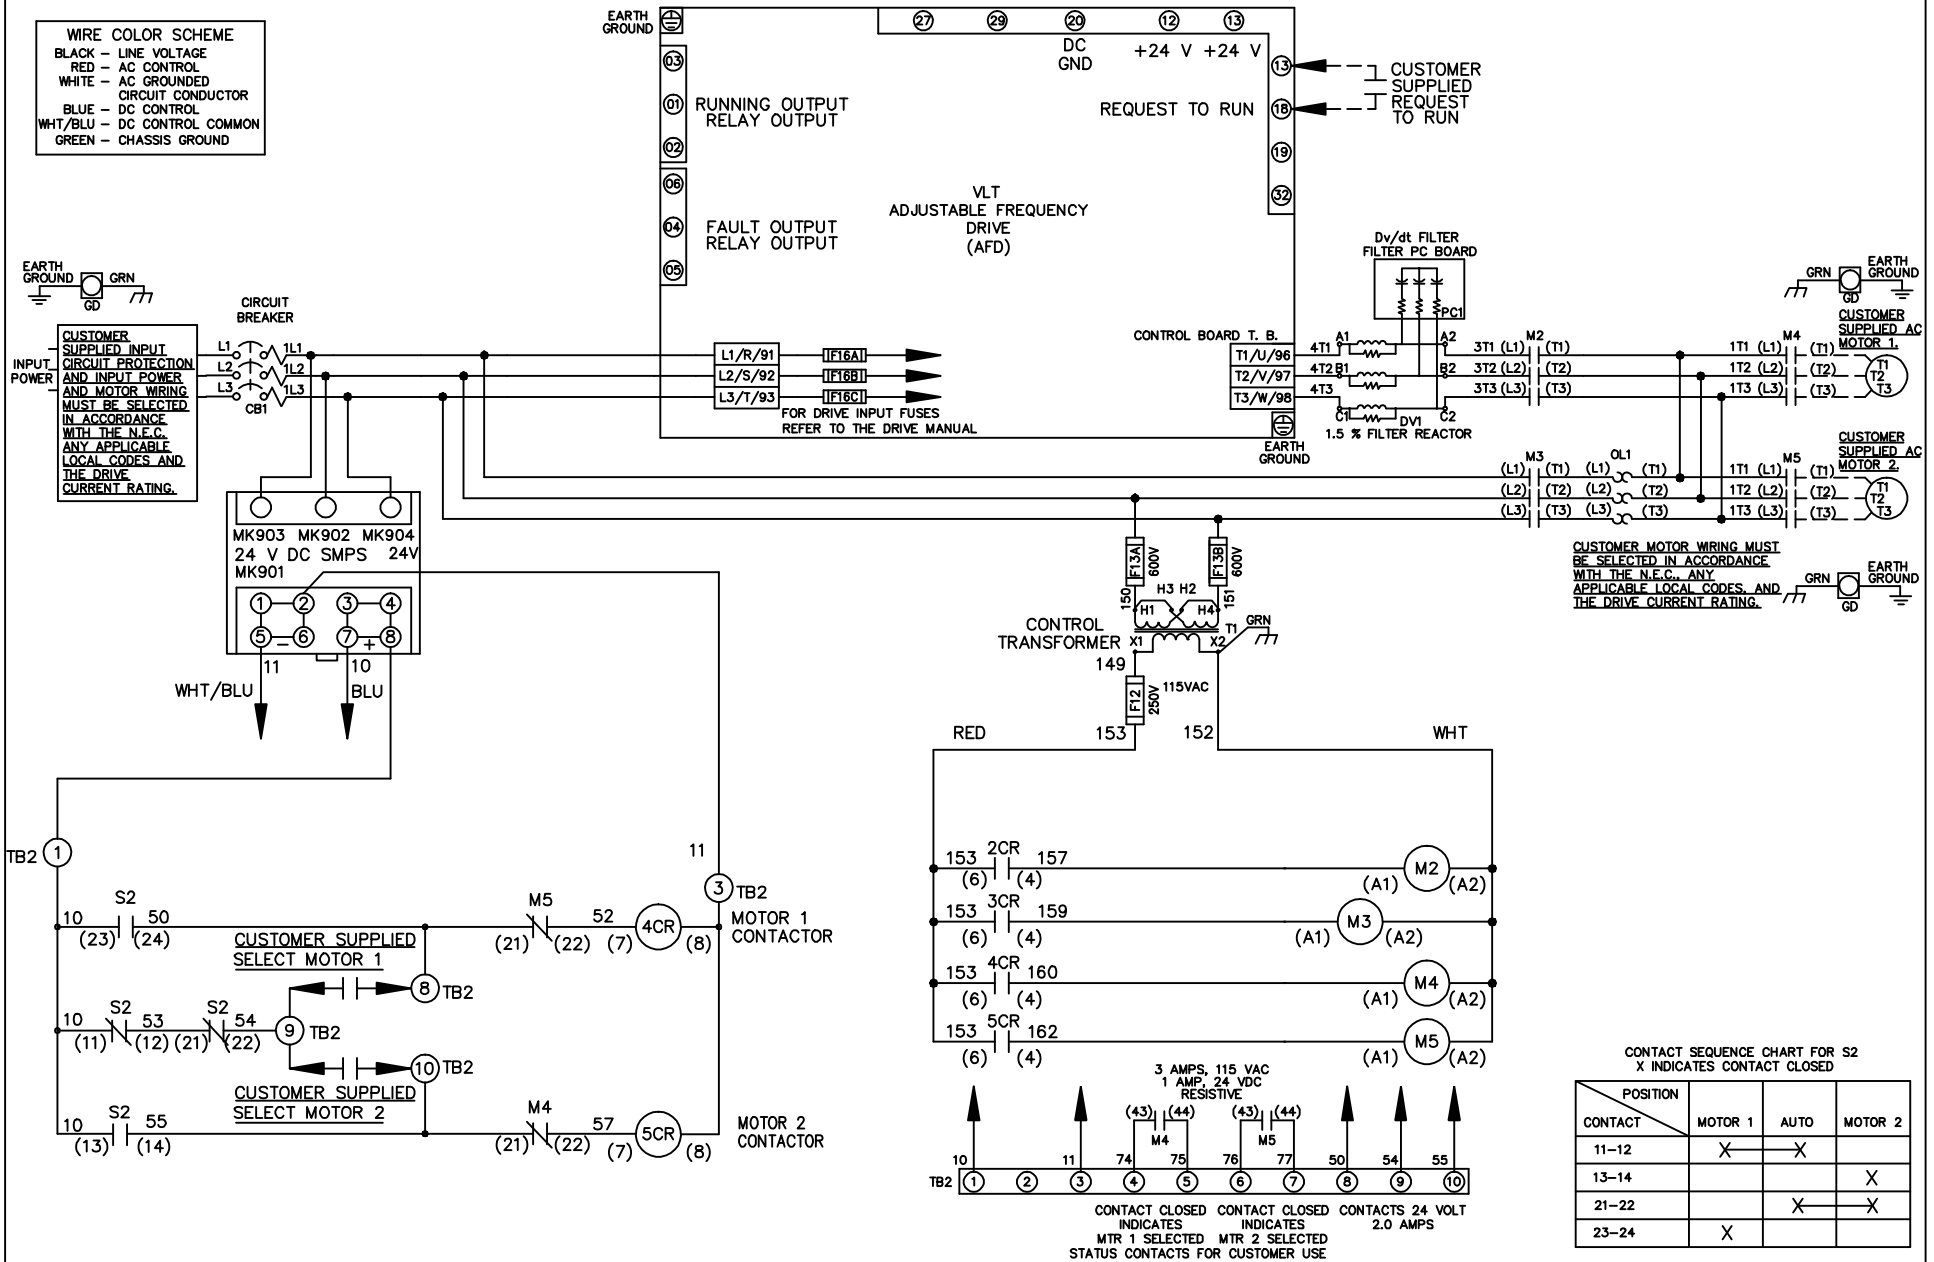 WIRE COLOR SCHEME
BLACK – LINE VOLTAGE
RED – AC CONTROL
WHITE – AC GROUNDED
CIRCUIT CONDUCTOR
BLUE – DC CONTROL
WHT/BLU – DC CONTROL COMMON
GREEN – CHASSIS GROUND
EARTH
GROUND
27 29 20 12 13
DC
GND
+24 V +24 V
03
01
02
RUNNING OUTPUT
RELAY OUTPUT
06
04
05
FAULT OUTPUT
RELAY OUTPUT
VLT
ADJUSTABLE FREQUENCY
DRIVE
(AFD)
REQUEST TO RUN
13
18
19
32
CUSTOMER
SUPPLIED
REQUEST
TO RUN
EARTH
GROUND
GRN
GD
CIRCUIT
BREAKER
INPUT
POWER
CUSTOMER
SUPPLIED INPUT
CIRCUIT PROTECTION
AND INPUT POWER
AND MOTOR WIRING
MUST BE SELECTED
IN ACCORDANCE
WITH THE N.E.C.
ANY APPLICABLE
LOCAL CODES AND
THE DRIVE
CURRENT RATING.
L1 1L1
L2 1L2
L3 1L3
CB1
L1/R/91 F16A
L2/S/92 F16B
L3/T/93 F16C
FOR DRIVE INPUT FUSES
REFER TO THE DRIVE MANUAL
CONTROL BOARD T. B.
T1/U/96
T2/V/97
T3/W/98
EARTH
GROUND
Dv/dt FILTER
FILTER PC BOARD
PC1
4T1 A1 A2
4T2 B1 B2
4T3 C1 C2
DV1
1.5 % FILTER REACTOR
M2
3T1 (L1) (T1)
3T2 (L2) (T2)
3T3 (L3) (T3)
M4
1T1 (L1) (T1)
1T2 (L2) (T2)
1T3 (L3) (T3)
GRN
GD
EARTH
GROUND
CUSTOMER
SUPPLIED AC
MOTOR 1.
T1
T2
T3
M3
(L1) (T1)
(L2) (T2)
(L3) (T3)
OL1
(L1) (T1)
(L2) (T2)
(L3) (T3)
M5
1T1 (L1) (T1)
1T2 (L2) (T2)
1T3 (L3) (T3)
CUSTOMER
SUPPLIED AC
MOTOR 2.
T1
T2
T3
CUSTOMER MOTOR WIRING MUST
BE SELECTED IN ACCORDANCE
WITH THE N.E.C., ANY
APPLICABLE LOCAL CODES, AND
THE DRIVE CURRENT RATING.
GRN
GD
EARTH
GROUND
MK903 MK902 MK904
24 V DC SMPS 24V
MK901
1 2 3 4
5 – 6 7 + 8
11 10
WHT/BLU BLU
F13A 600V
F13B 600V
150 151
H3 H2
H1 H4
CONTROL
TRANSFORMER
T1
X1 X2
GRN
149
F12 250V
115VAC
153 152
RED WHT
TB2 1
11
3 TB2
S2
10 50
(23) (24)
M5
(21) (22)
52
(7) 4CR (8)
MOTOR 1
CONTACTOR
CUSTOMER SUPPLIED
SELECT MOTOR 1
8 TB2
S2 S2
10 53 54
(11) (12) (21) (22)
9 TB2
10 TB2
CUSTOMER SUPPLIED
SELECT MOTOR 2
S2
10 55
(13) (14)
M4
(21) (22)
57
(7) 5CR (8)
MOTOR 2
CONTACTOR
153 2CR 157
(6) (4)
(A1) M2 (A2)
153 3CR 159
(6) (4)
(A1) M3 (A2)
153 4CR 160
(6) (4)
(A1) M4 (A2)
153 5CR 162
(6) (4)
(A1) M5 (A2)
3 AMPS, 115 VAC
1 AMP, 24 VDC
RESISTIVE
(43) (44) (43) (44)
M4 M5
10 11 74 75 76 77 50 54 55
TB2 1 2 3 4 5 6 7 8 9 10
CONTACT CLOSED
INDICATES
MTR 1 SELECTED
CONTACT CLOSED
INDICATES
MTR 2 SELECTED
STATUS CONTACTS FOR CUSTOMER USE
CONTACTS 24 VOLT
2.0 AMPS
CONTACT SEQUENCE CHART FOR S2
X INDICATES CONTACT CLOSED
POSITION
CONTACT MOTOR 1 AUTO MOTOR 2
11–12 X X
13–14 X
21–22 X X
23–24 X